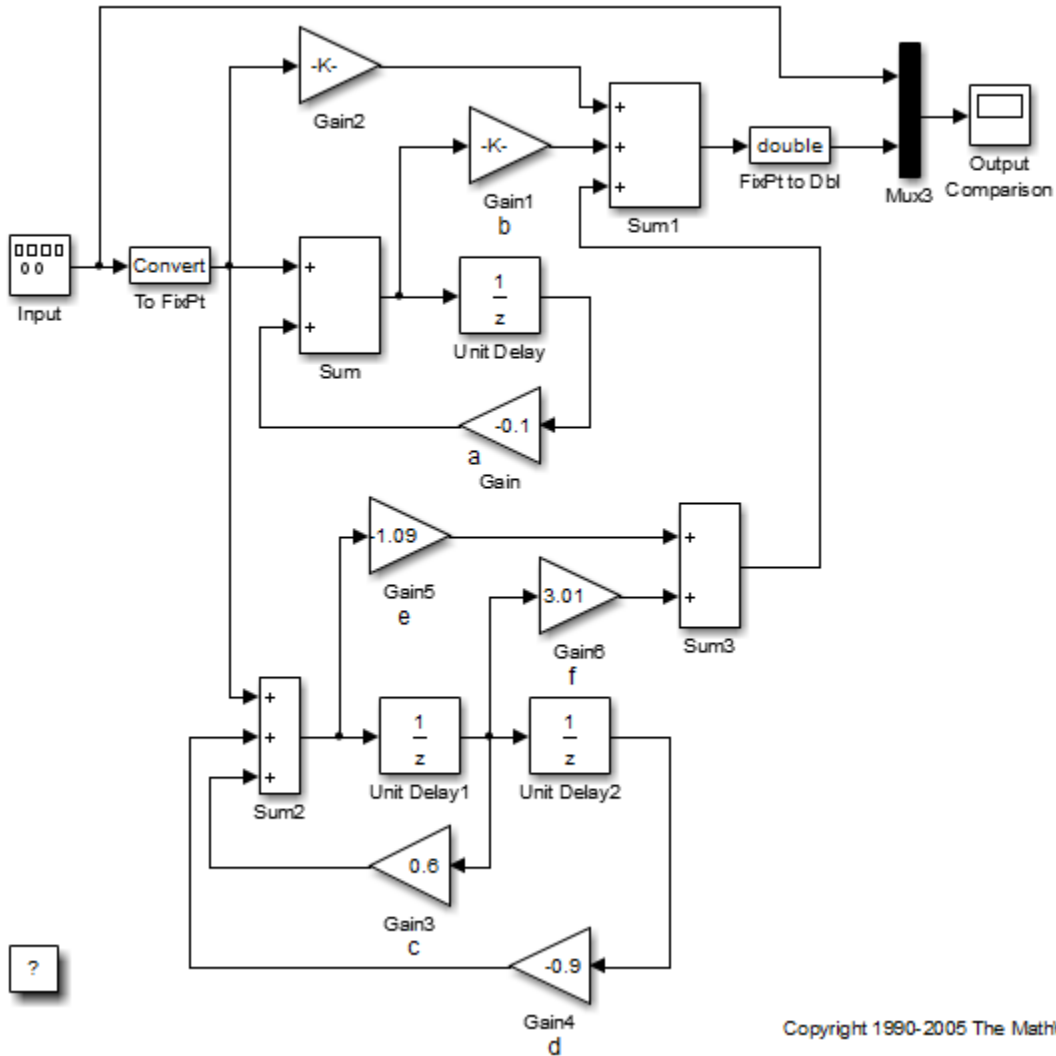 -K-
Gain2
-K-
Gain1
b
+
+
+
Sum1
double
FixPt to Dbl
Mux3
Output
Comparison
0 0
Input
Convert
To FixPt
+
+
Sum
1
z
Unit Delay
-0.1
a
Gain
-1.09
Gain5
e
3.01
Gain6
f
+
+
Sum3
+
+
+
Sum2
1
z
Unit Delay1
1
z
Unit Delay2
0.6
Gain3
c
-0.9
Gain4
d
?
Copyright 1990-2005 The Math